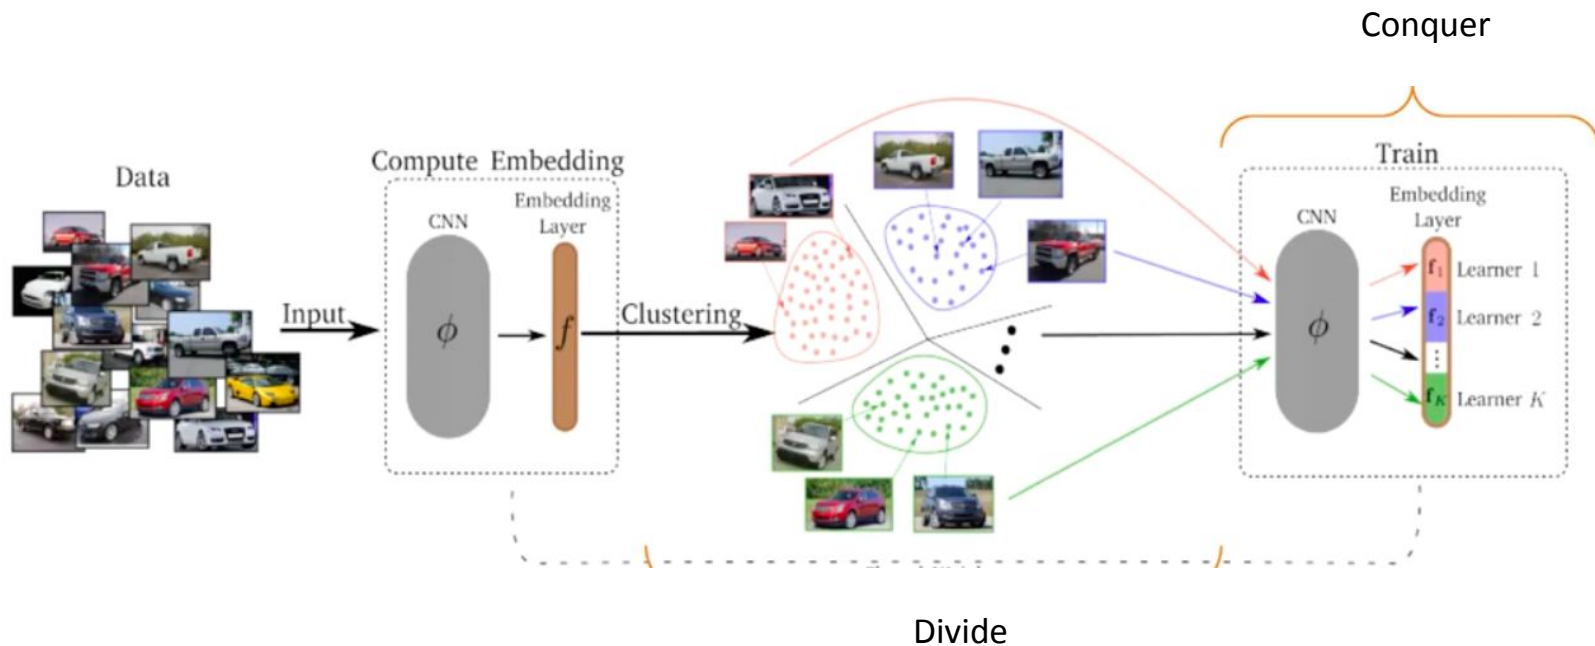 Conquer
Data
Compute Embedding
CNN
Embedding
Layer
ϕ
f
Input
Clustering
Train
CNN
Embedding
Layer
ϕ
f₁ Learner 1
f₂ Learner 2
⋮
f_K Learner K
Divide